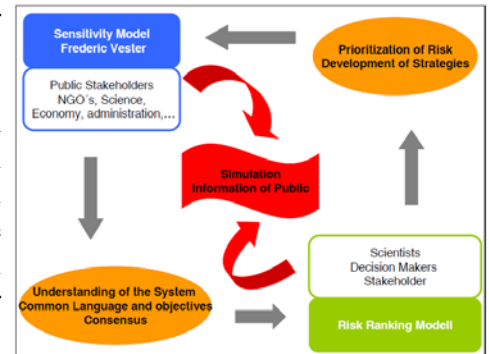 Sensitivity Model
Frederic Vester
Public Stakeholders
NGO´s, Science,
Economy, administration,...
Prioritization of Risk
Development of Strategies
Simulation
Information of Public
Understanding of the System
Common Language and objectives
Consensus
Scientists
Decision Makers
Stakeholder
Risk Ranking Modell